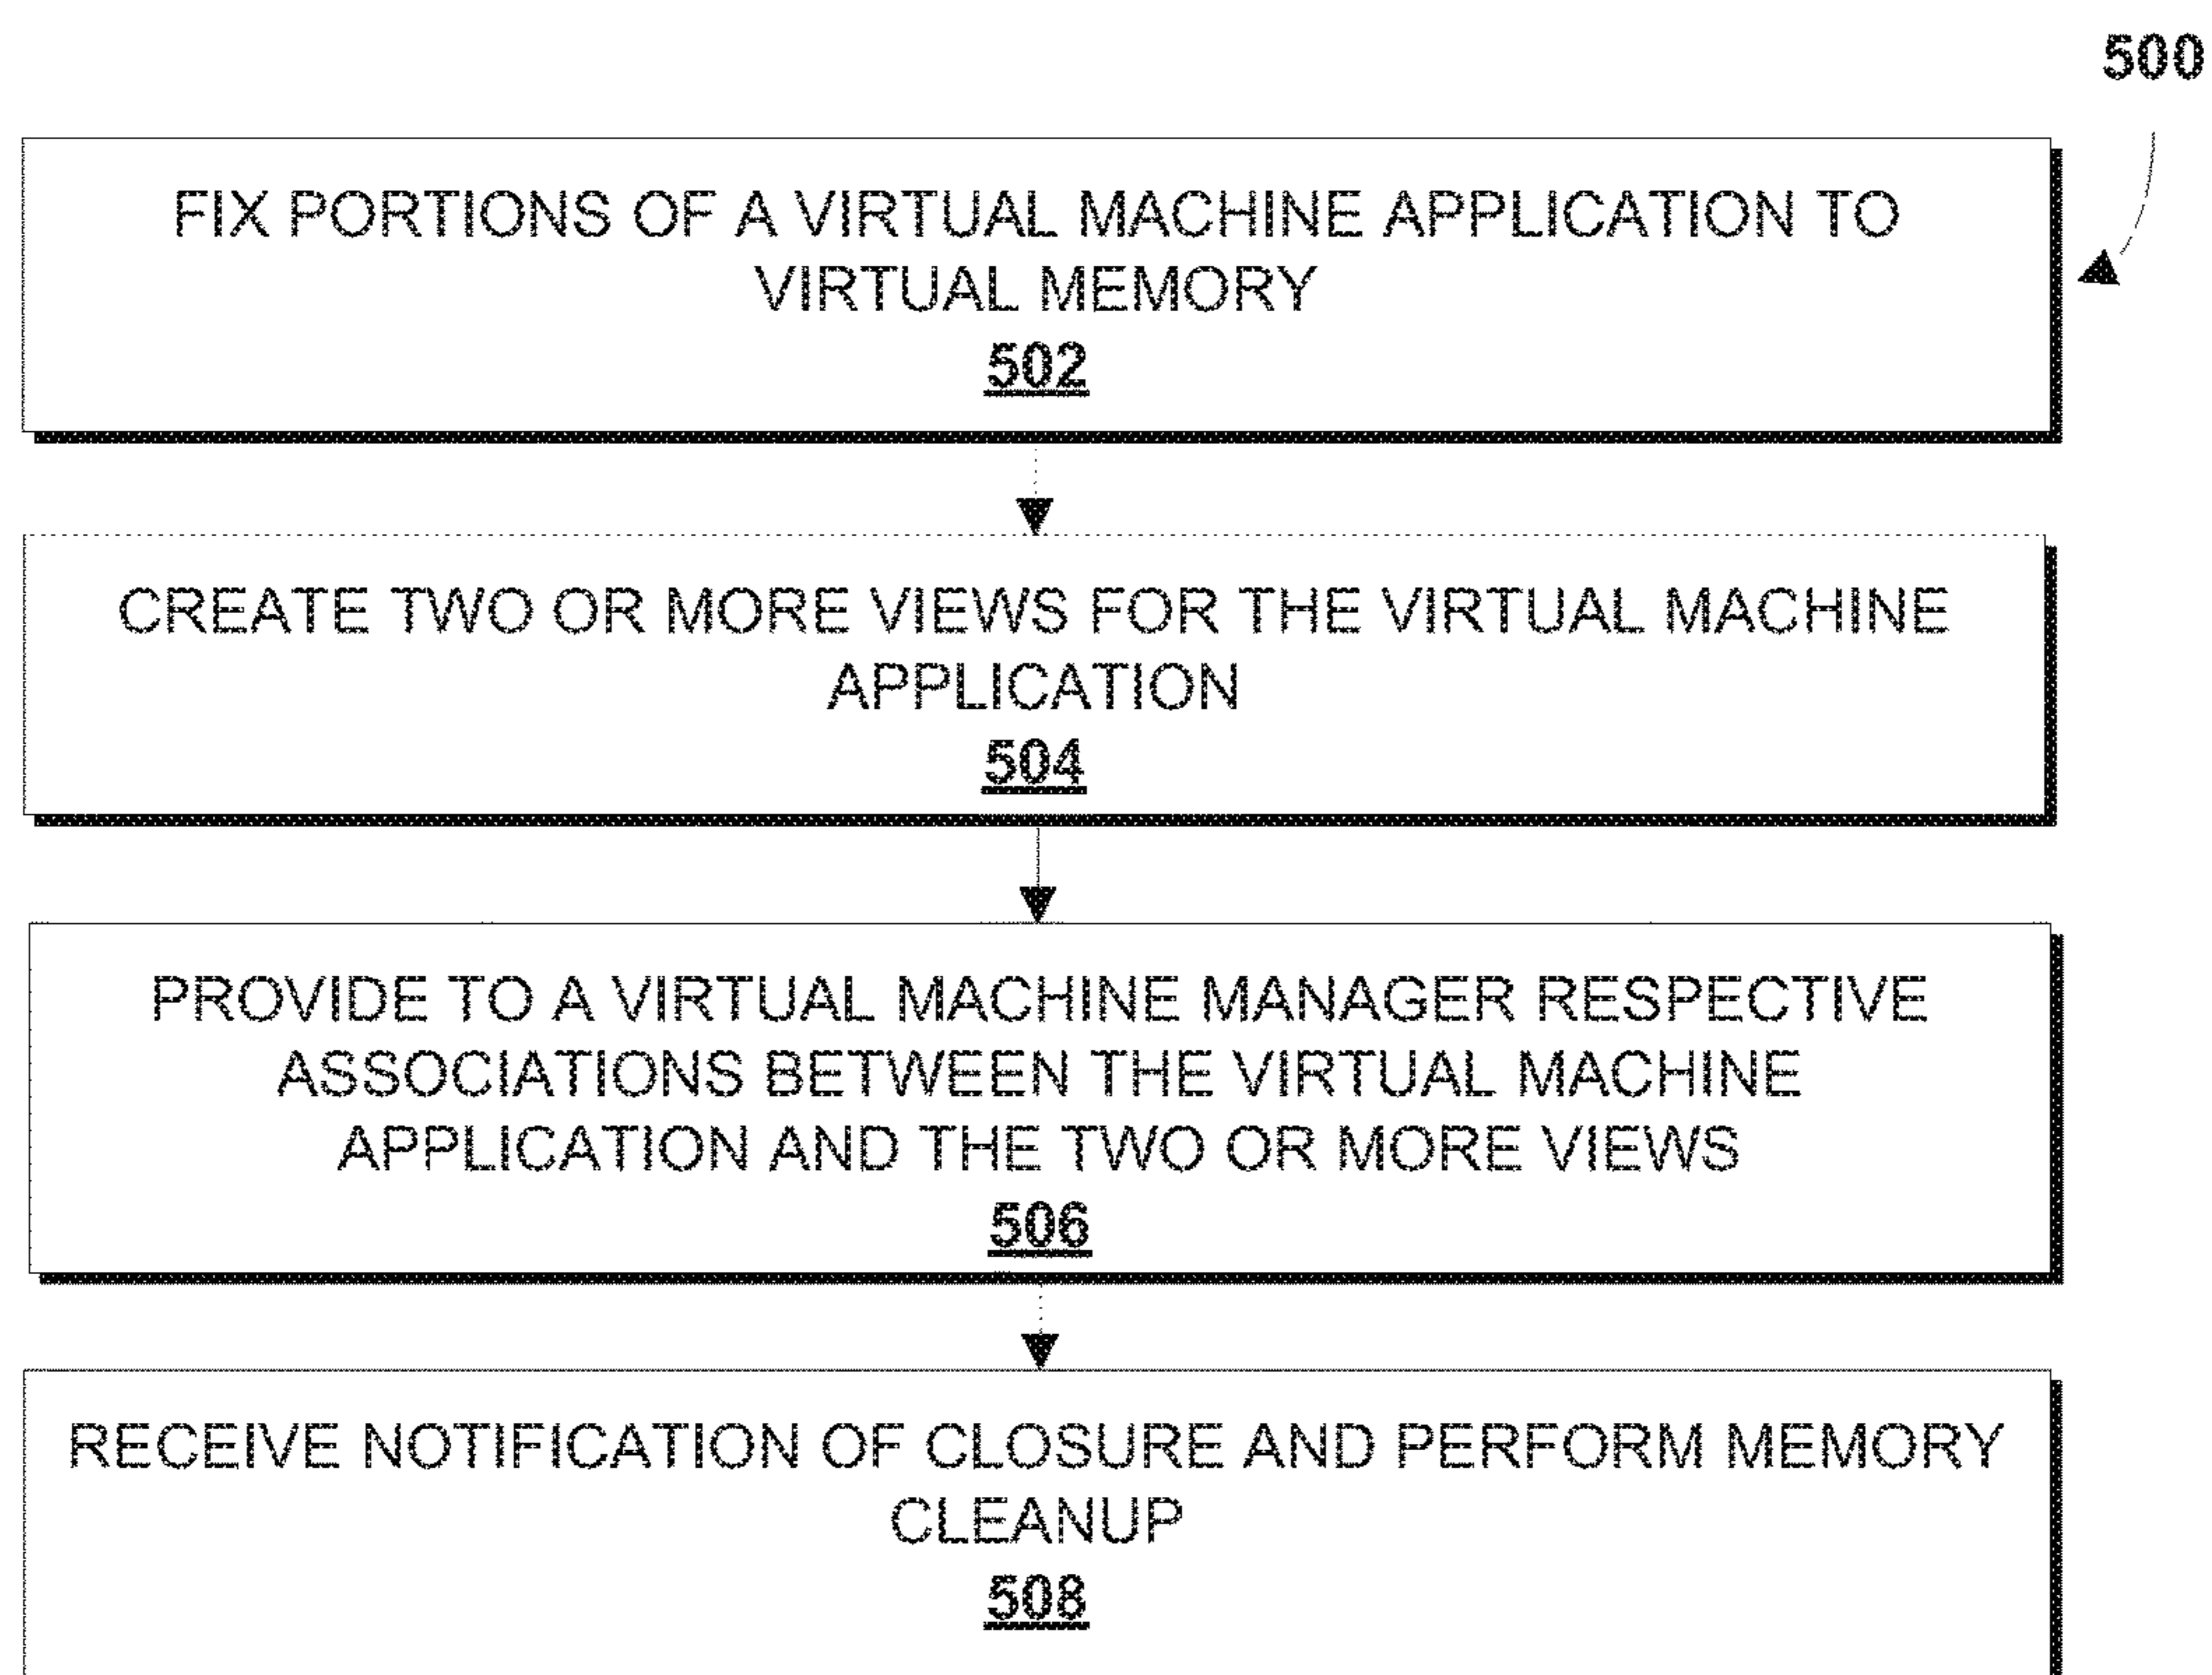 500
FIX PORTIONS OF A VIRTUAL MACHINE APPLICATION TO
VIRTUAL MEMORY
502
CREATE TWO OR MORE VIEWS FOR THE VIRTUAL MACHINE
APPLICATION
504
PROVIDE TO A VIRTUAL MACHINE MANAGER RESPECTIVE
ASSOCIATIONS BETWEEN THE VIRTUAL MACHINE
APPLICATION AND THE TWO OR MORE VIEWS
506
RECEIVE NOTIFICATION OF CLOSURE AND PERFORM MEMORY
CLEANUP
508